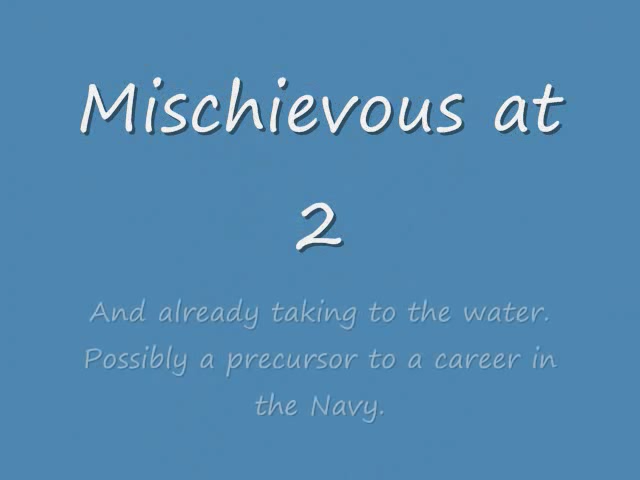 Mischievous at
2
And already taking to the water.
Possibly a precursor to a career in
the Navy.